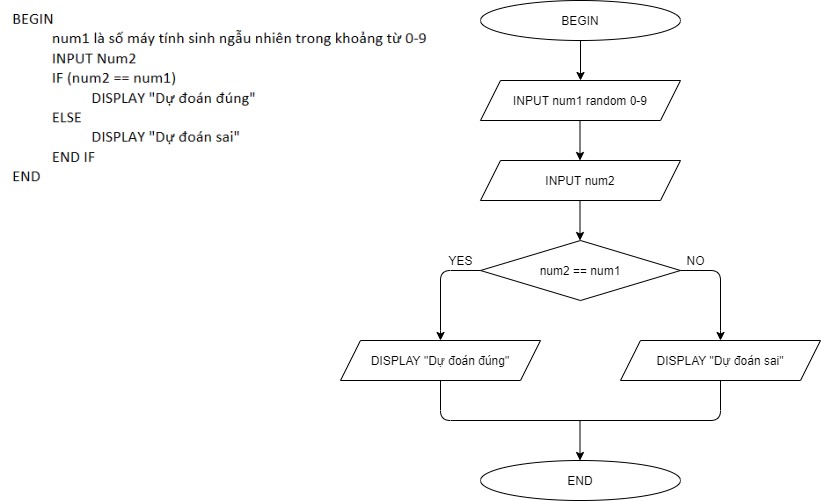 BEGIN
num1 là số máy tính sinh ngẫu nhiên trong khoảng từ 0-9
INPUT Num2
IF (num2 == num1)
DISPLAY "Dự đoán đúng"
ELSE
DISPLAY "Dự đoán sai"
END IF
END
BEGIN
INPUT num1 random 0-9
INPUT num2
num2 == num1
YES
NO
DISPLAY "Dự đoán đúng"
DISPLAY "Dự đoán sai"
END